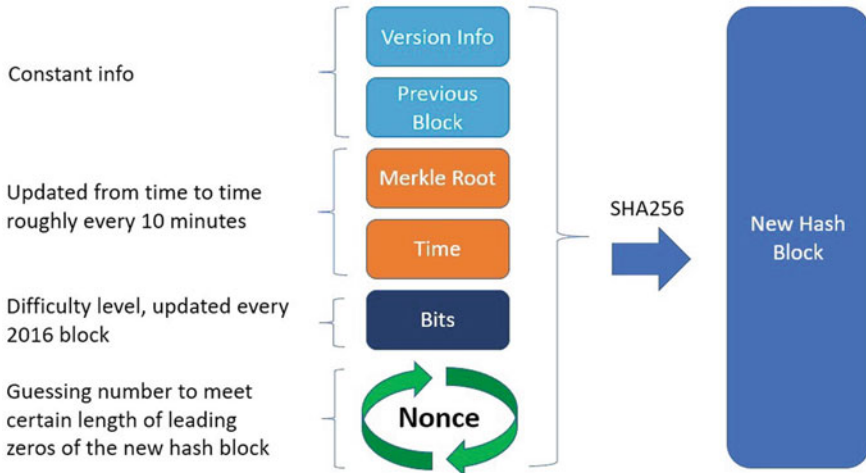 Constant info
Version Info
Previous
Block
Updated from time to time
roughly every 10 minutes
Merkle Root
Time
Difficulty level, updated every
2016 block
Bits
Guessing number to meet
certain length of leading
zeros of the new hash block
Nonce
SHA256
New Hash
Block